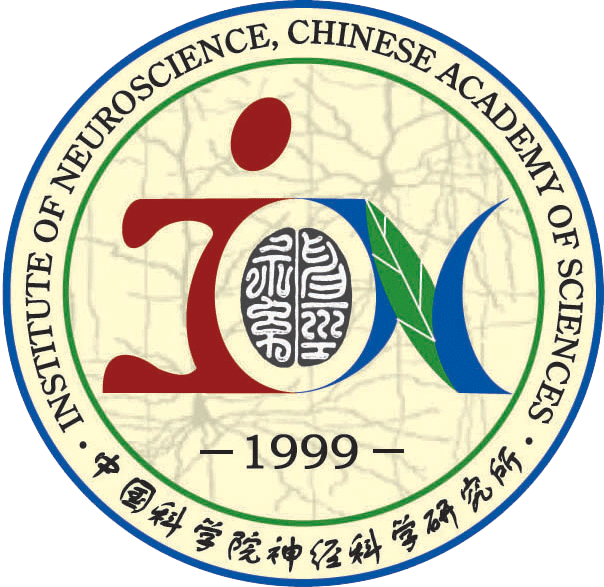 INSTITUTE OF NEUROSCIENCE, CHINESE ACADEMY OF SCIENCES
ION
— 1999 —
· 中国科学院神经科学研究所 ·